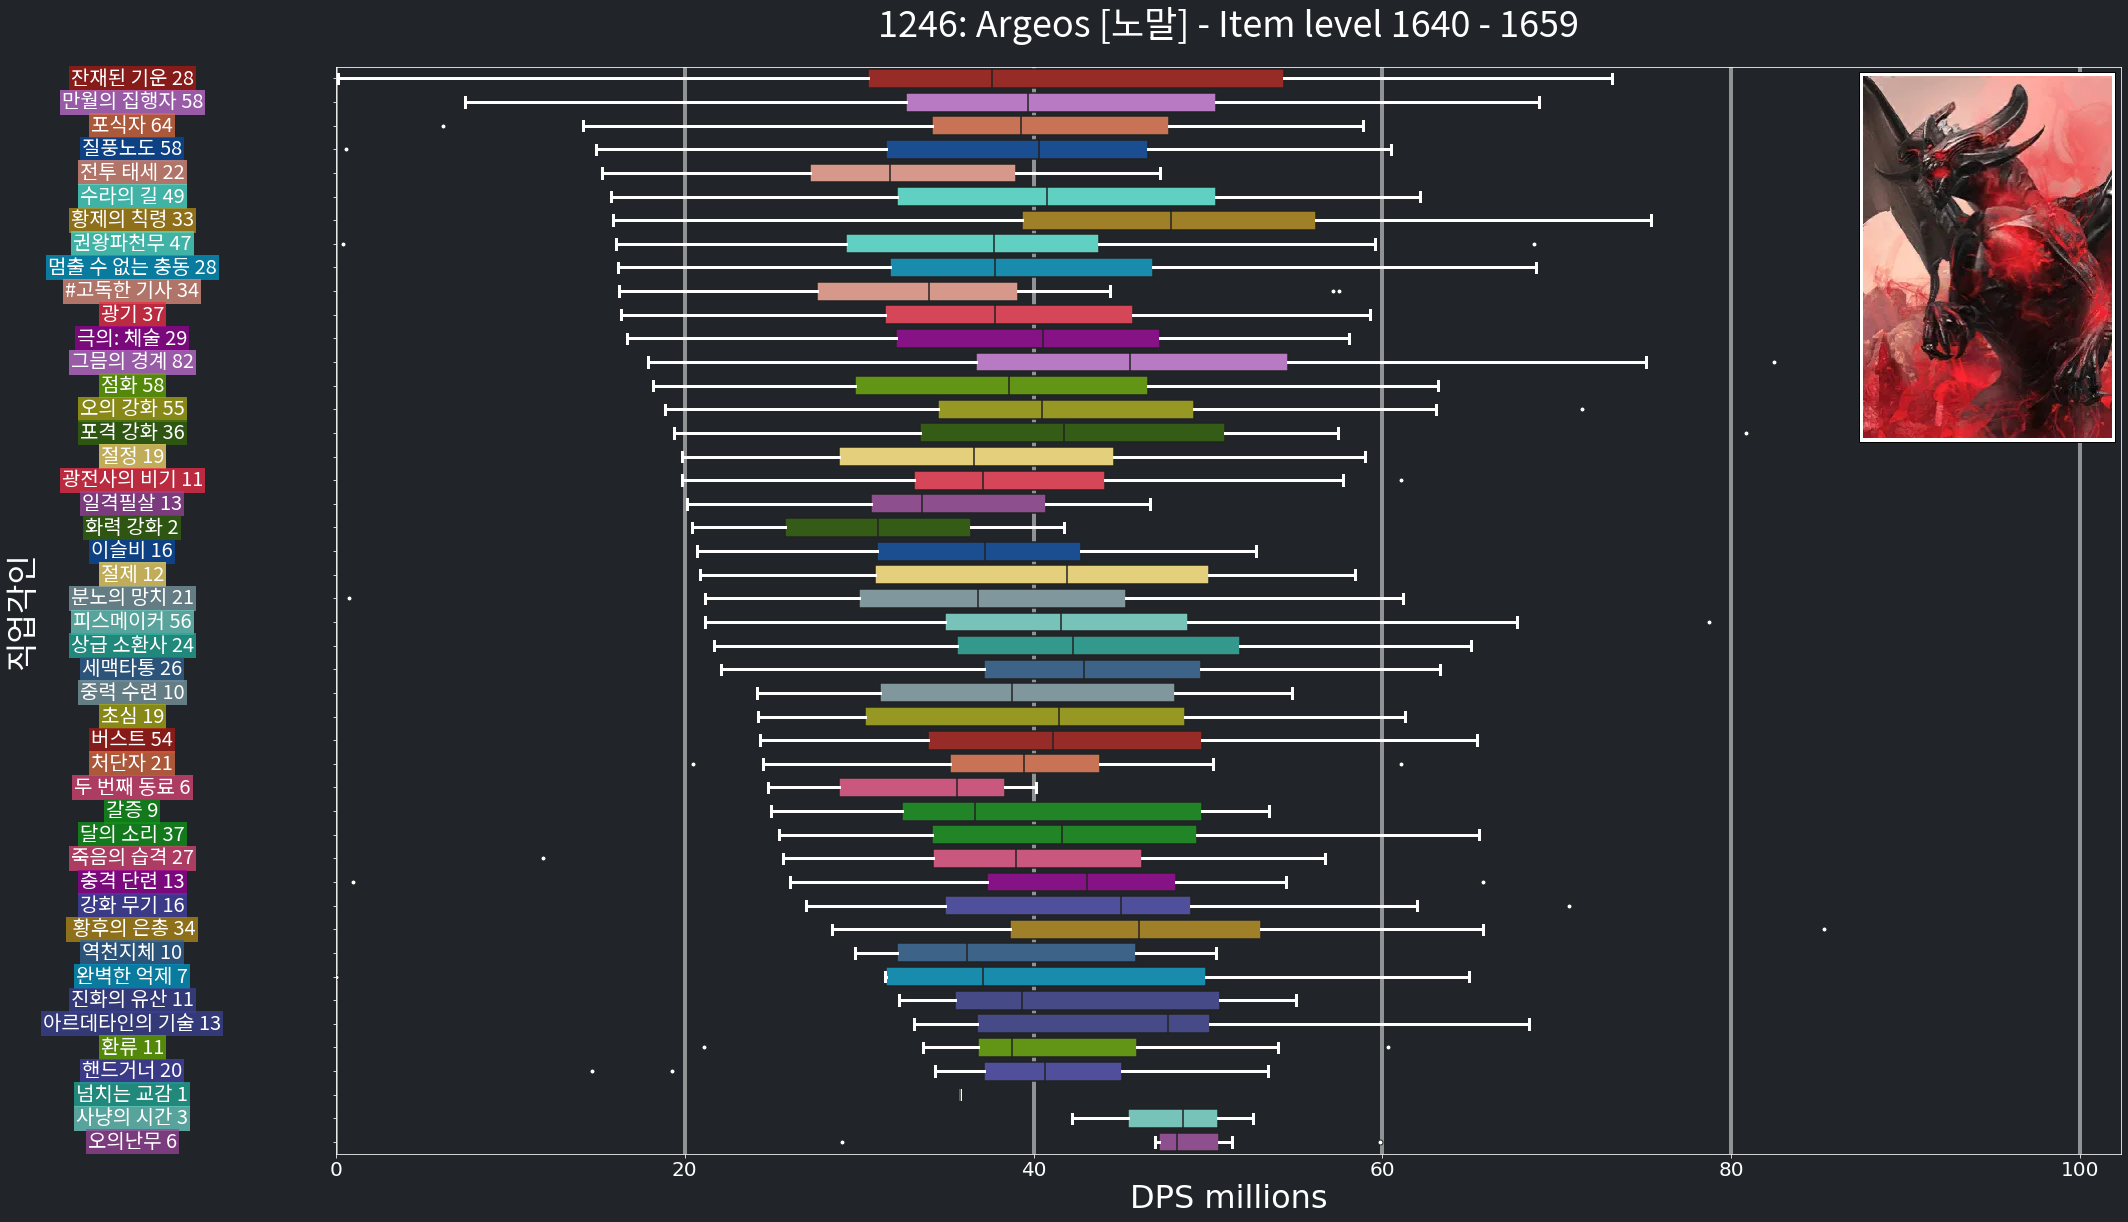 1246: Argeos [노말] - Item level 1640 - 1659
잔재된 기운 28
만월의 집행자 58
포식자 64
질풍노도 58
전투 태세 22
수라의 길 49
황제의 칙령 33
권왕파천무 47
멈출 수 없는 충동 28
#고독한 기사 34
광기 37
극의: 체술 29
그믐의 경계 82
점화 58
오의 강화 55
포격 강화 36
절정 19
광전사의 비기 11
일격필살 13
화력 강화 2
이슬비 16
절제 12
분노의 망치 21
피스메이커 56
상급 소환사 24
세맥타통 26
중력 수련 10
초심 19
버스트 54
처단자 21
두 번째 동료 6
갈증 9
달의 소리 37
죽음의 습격 27
충격 단련 13
강화 무기 16
황후의 은총 34
역천지체 10
완벽한 억제 7
진화의 유산 11
아르데타인의 기술 13
환류 11
핸드거너 20
넘치는 교감 1
사냥의 시간 3
오의난무 6
직업각인
0 20 40 60 80 100
DPS millions